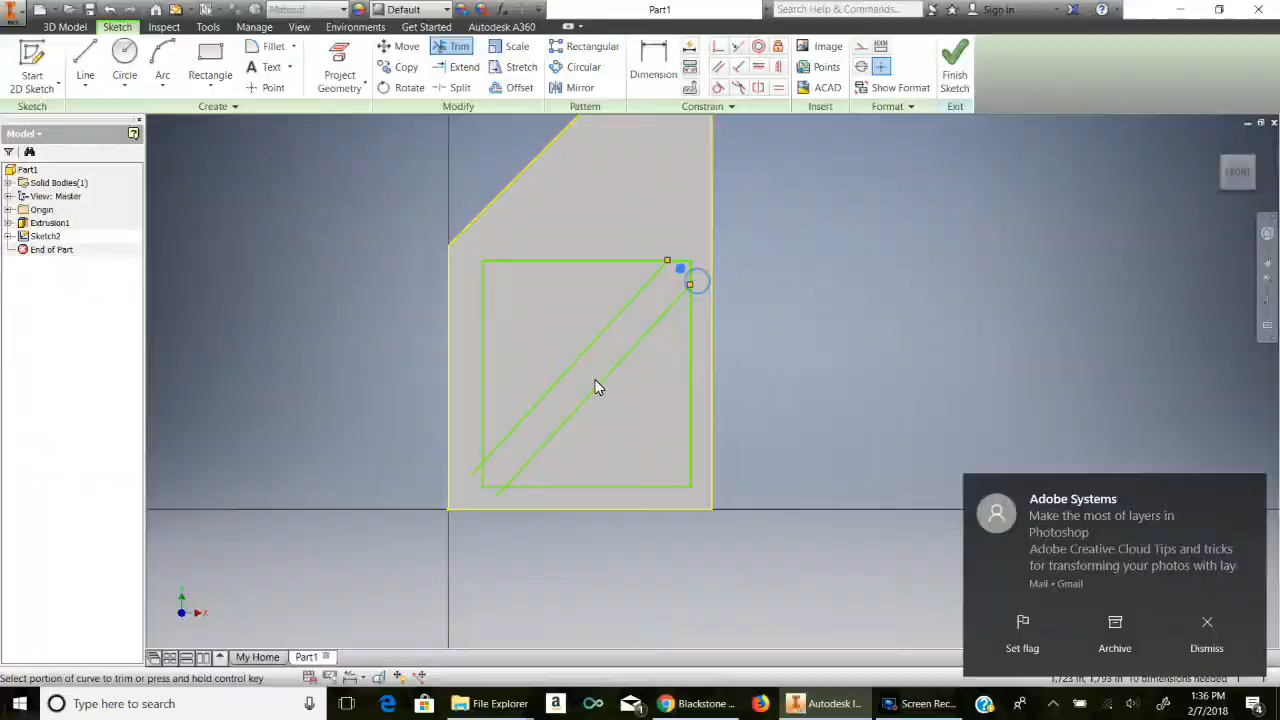 Material
Default
Part1
Search Help & Commands...
Sign In
3D Model
Sketch
Inspect
Tools
Manage
View
Environments
Get Started
Autodesk A360
Start
2D Sketch
Line
Circle
Arc
Rectangle
Fillet
Text
Point
Project
Geometry
Move
Copy
Rotate
Trim
Extend
Split
Scale
Stretch
Offset
Rectangular
Circular
Mirror
Dimension
Image
Points
ACAD
Show Format
Finish
Sketch
Sketch
Create
Modify
Pattern
Constrain
Insert
Format
Exit
Model
Part1
Solid Bodies(1)
View: Master
Origin
Extrusion1
Sketch2
End of Part
FRONT
Adobe Systems
Make the most of layers in
Photoshop
Adobe Creative Cloud Tips and tricks
for transforming your photos with lay
Mail • Gmail
Set flag
Archive
Dismiss
My Home
Part1
Select portion of curve to trim or press and hold control key
dimensions needed
Type here to search
File Explorer
Blackstone ...
Autodesk I...
Screen Rec...
1:36 PM
2/7/2018